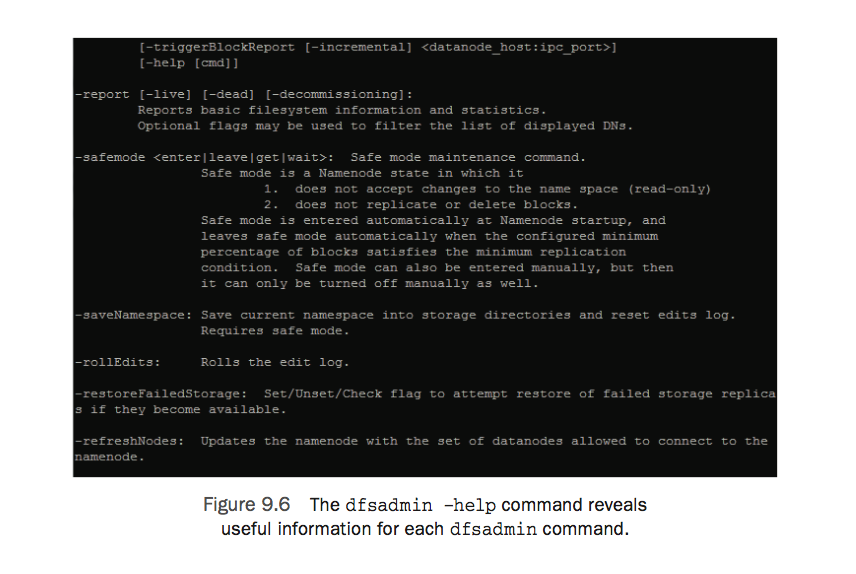 [-triggerBlockReport [-incremental] <datanode_host:ipc_port>]
[-help [cmd]]
-report [-live] [-dead] [-decommissioning]:
Reports basic filesystem information and statistics.
Optional flags may be used to filter the list of displayed DNs.
-safemode <enter|leave|get|wait>:  Safe mode maintenance command.
Safe mode is a Namenode state in which it
1.  does not accept changes to the name space (read-only)
2.  does not replicate or delete blocks.
Safe mode is entered automatically at Namenode startup, and
leaves safe mode automatically when the configured minimum
percentage of blocks satisfies the minimum replication
condition.  Safe mode can also be entered manually, but then
it can only be turned off manually as well.
-saveNamespace: Save current namespace into storage directories and reset edits log.
Requires safe mode.
-rollEdits:     Rolls the edit log.
-restoreFailedStorage:  Set/Unset/Check flag to attempt restore of failed storage replica
s if they become available.
-refreshNodes:  Updates the namenode with the set of datanodes allowed to connect to the
namenode.
Figure 9.6 The dfsadmin -help command reveals
useful information for each dfsadmin command.